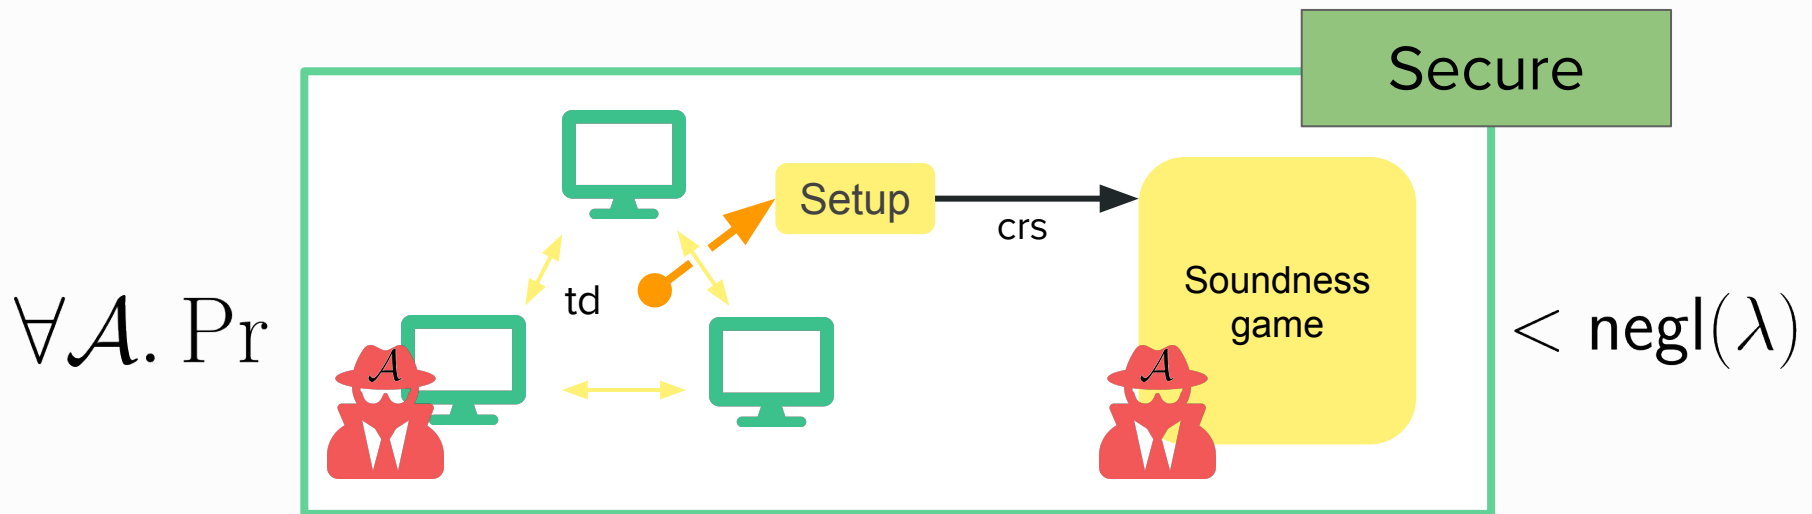 Secure
Setup
crs
td
Soundness
game
∀𝒜. Pr
< negl(λ)
𝒜
𝒜